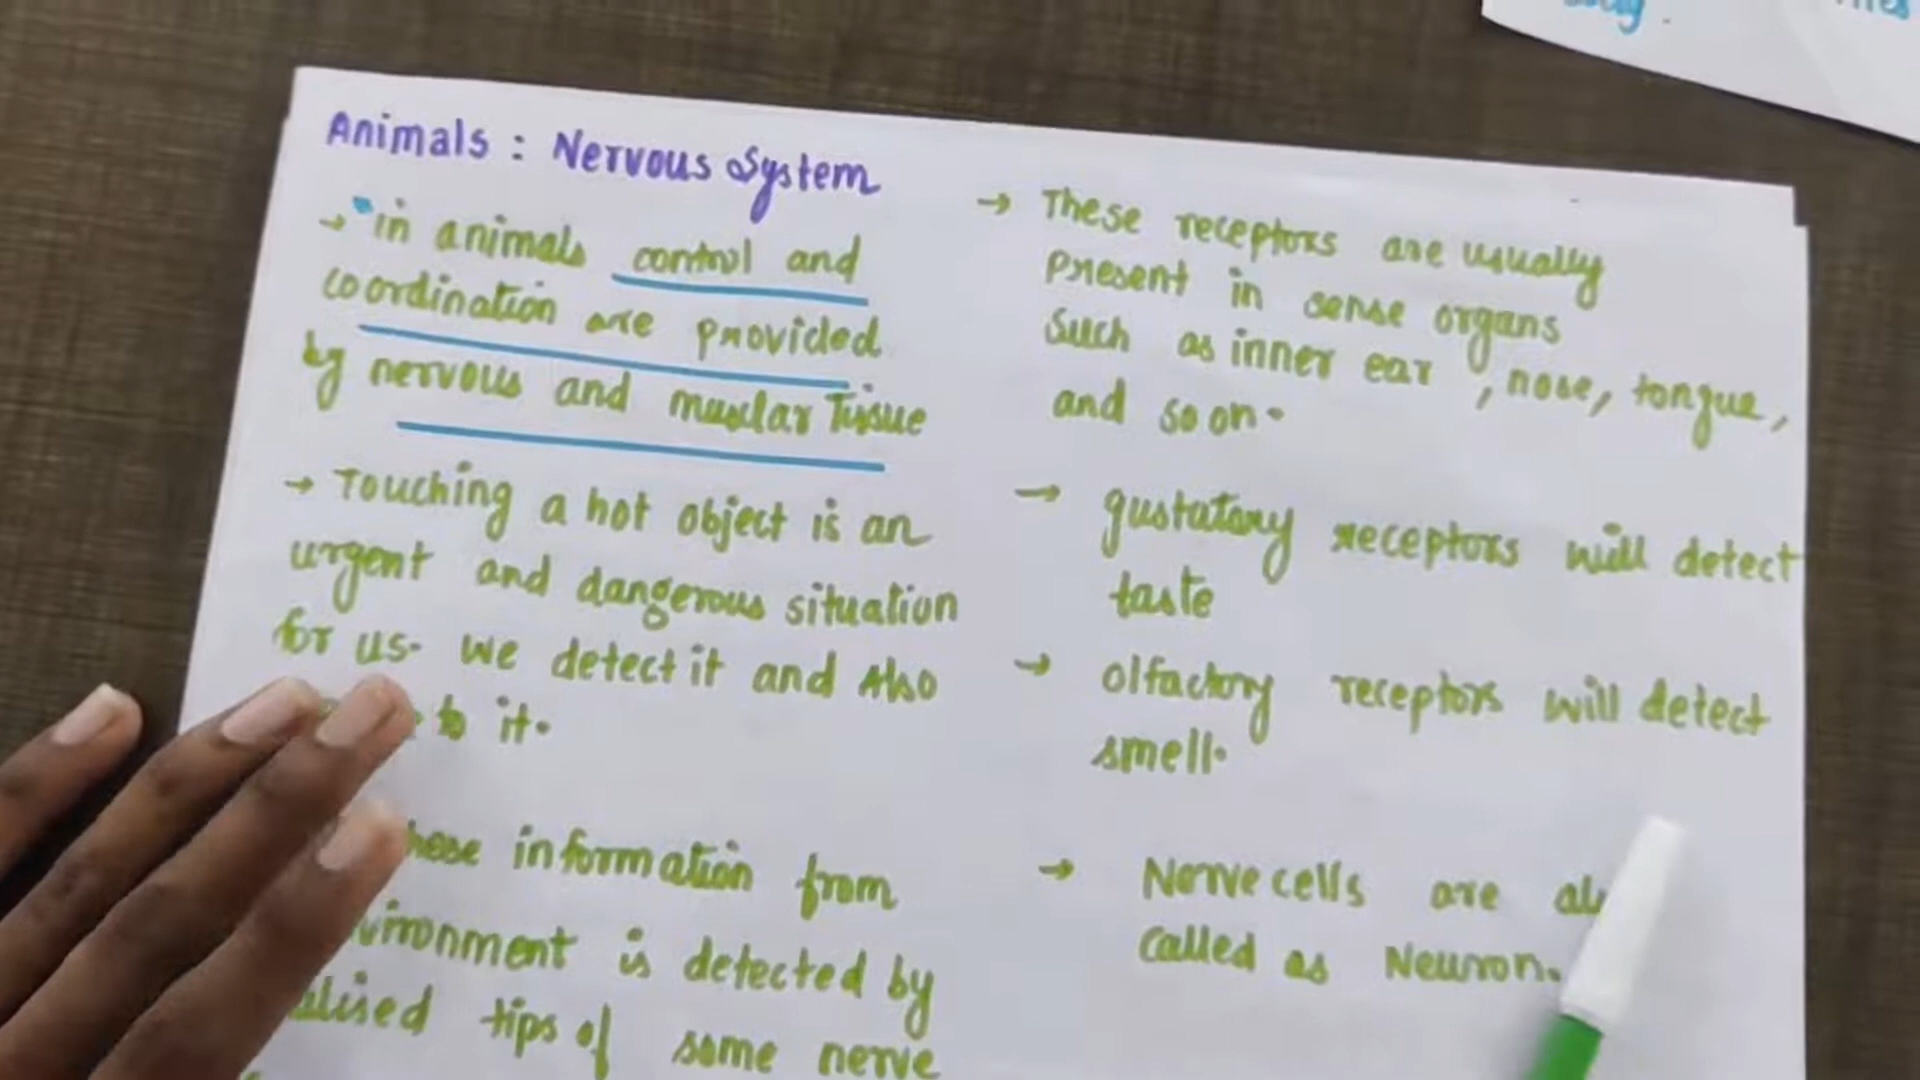 Animals : Nervous System
→ in animals control and
coordination are provided
by nervous and musclar Tissue
→ Touching a hot object is an
urgent and dangerous situation
for us. we detect it and Also
to it.
information from
is detected by
tips of some nerve
→ These receptors are usually
present in sense organs
Such as inner ear , nose, tongue,
and so on.
→ gustatory receptors will detect
taste
→ olfactory receptors will detect
smell.
→ Nerve cells are
called as Neuron.